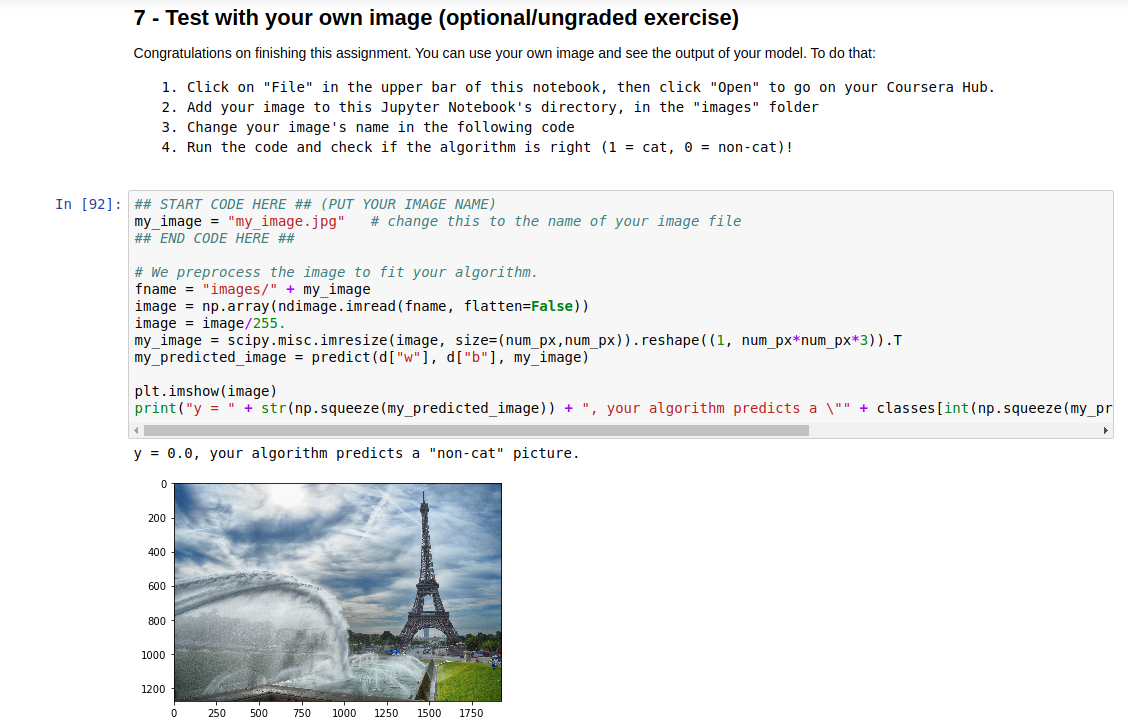 7 - Test with your own image (optional/ungraded exercise)
Congratulations on finishing this assignment. You can use your own image and see the output of your model. To do that:
1. Click on "File" in the upper bar of this notebook, then click "Open" to go on your Coursera Hub.
2. Add your image to this Jupyter Notebook's directory, in the "images" folder
3. Change your image's name in the following code
4. Run the code and check if the algorithm is right (1 = cat, 0 = non-cat)!
In [92]:
## START CODE HERE ## (PUT YOUR IMAGE NAME)
my_image = "my_image.jpg"   # change this to the name of your image file
## END CODE HERE ##
# We preprocess the image to fit your algorithm.
fname = "images/" + my_image
image = np.array(ndimage.imread(fname, flatten=False))
image = image/255.
my_image = scipy.misc.imresize(image, size=(num_px,num_px)).reshape((1, num_px*num_px*3)).T
my_predicted_image = predict(d["w"], d["b"], my_image)
plt.imshow(image)
print("y = " + str(np.squeeze(my_predicted_image)) + ", your algorithm predicts a \"" + classes[int(np.squeeze(my_pr
y = 0.0, your algorithm predicts a "non-cat" picture.
0
200
400
600
800
1000
1200
0 250 500 750 1000 1250 1500 1750